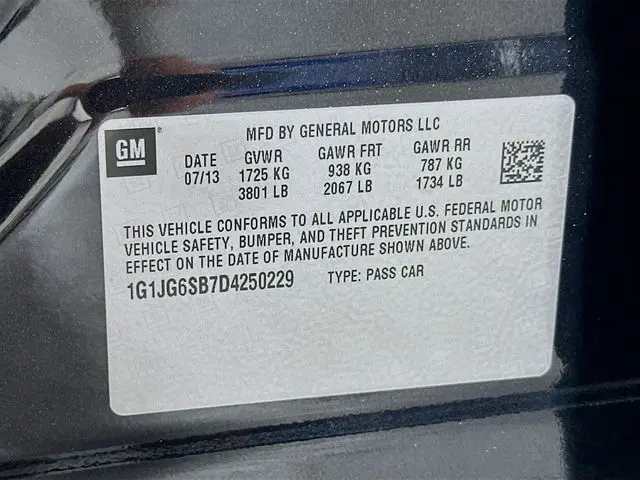 GM
MFD BY GENERAL MOTORS LLC
DATE GVWR GAWR FRT GAWR RR
07/13 1725 KG 938 KG 787 KG
3801 LB 2067 LB 1734 LB
THIS VEHICLE CONFORMS TO ALL APPLICABLE U.S. FEDERAL MOTOR
VEHICLE SAFETY, BUMPER, AND THEFT PREVENTION STANDARDS IN
EFFECT ON THE DATE OF MANUFACTURE SHOWN ABOVE.
1G1JG6SB7D4250229 TYPE: PASS CAR